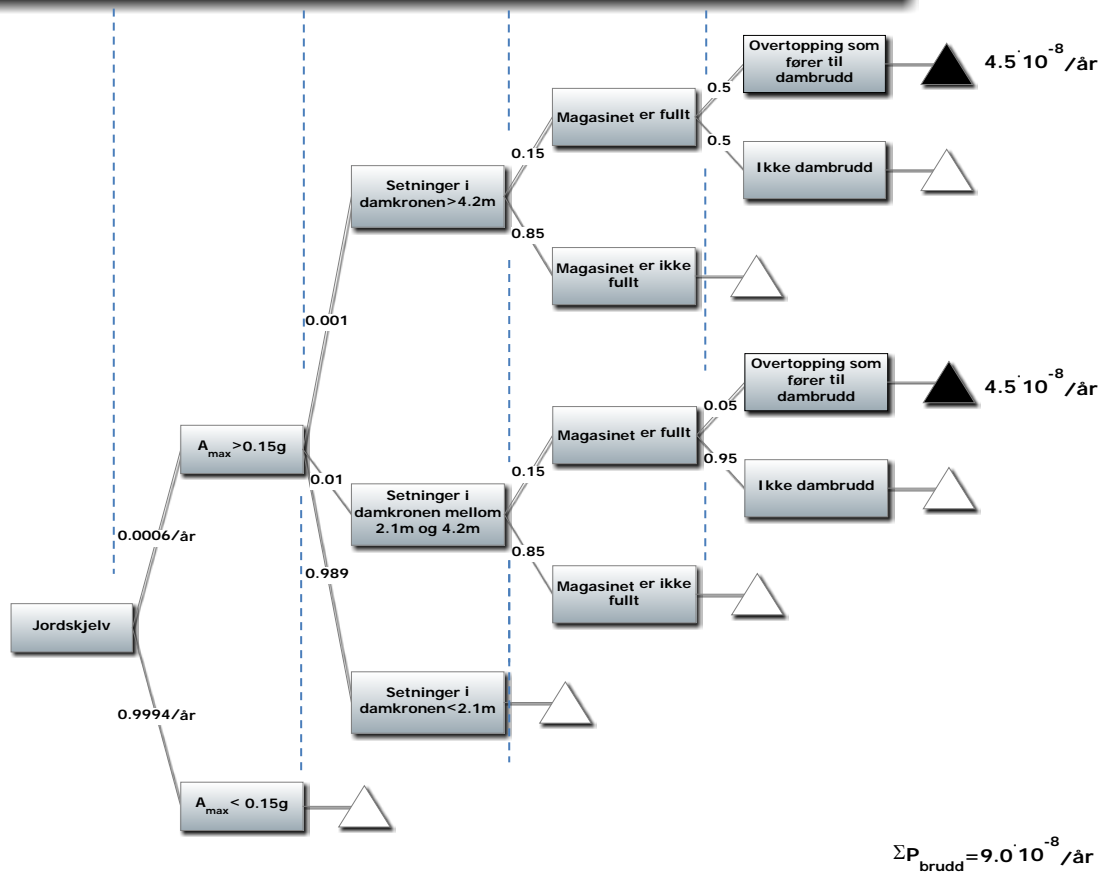 Overtopping som
fører til
dambrudd
4.5·10⁻⁸/år
0.5
Magasinet er fullt
0.5
0.15
Ikke dambrudd
Setninger i
damkronen>4.2m
0.85
Magasinet er ikke
fullt
0.001
Overtopping som
fører til
dambrudd
4.5·10⁻⁸/år
0.05
Magasinet er fullt
A_max>0.15g
0.95
0.15
0.01
Ikke dambrudd
Setninger i
damkronen mellom
2.1m og 4.2m
0.0006/år
0.85
0.989
Magasinet er ikke
fullt
Jordskjelv
Setninger i
damkronen<2.1m
0.9994/år
A_max< 0.15g
ΣP_brudd=9.0·10⁻⁸/år